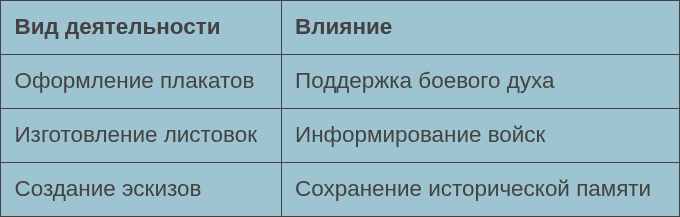 Вид деятельности Влияние
Оформление плакатов Поддержка боевого духа
Изготовление листовок Информирование войск
Создание эскизов Сохранение исторической памяти